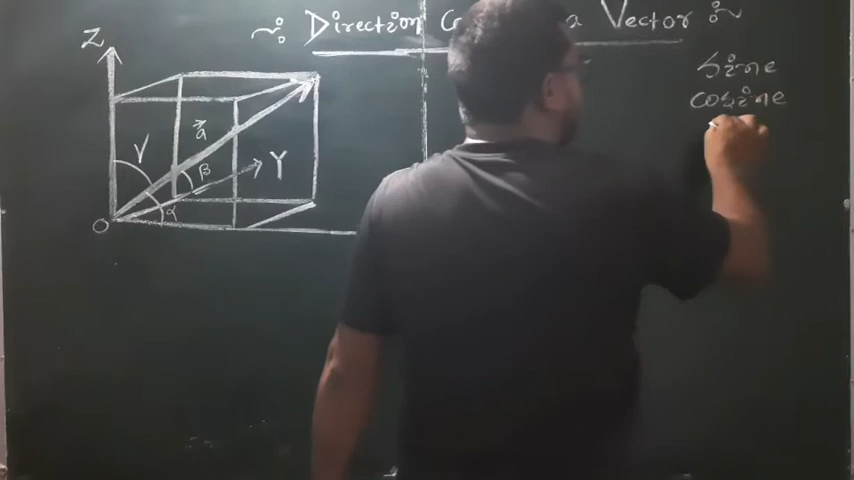 ~: Direction a Vector :~
Sine
cosine
Z
γ
a
β
Y
α
O